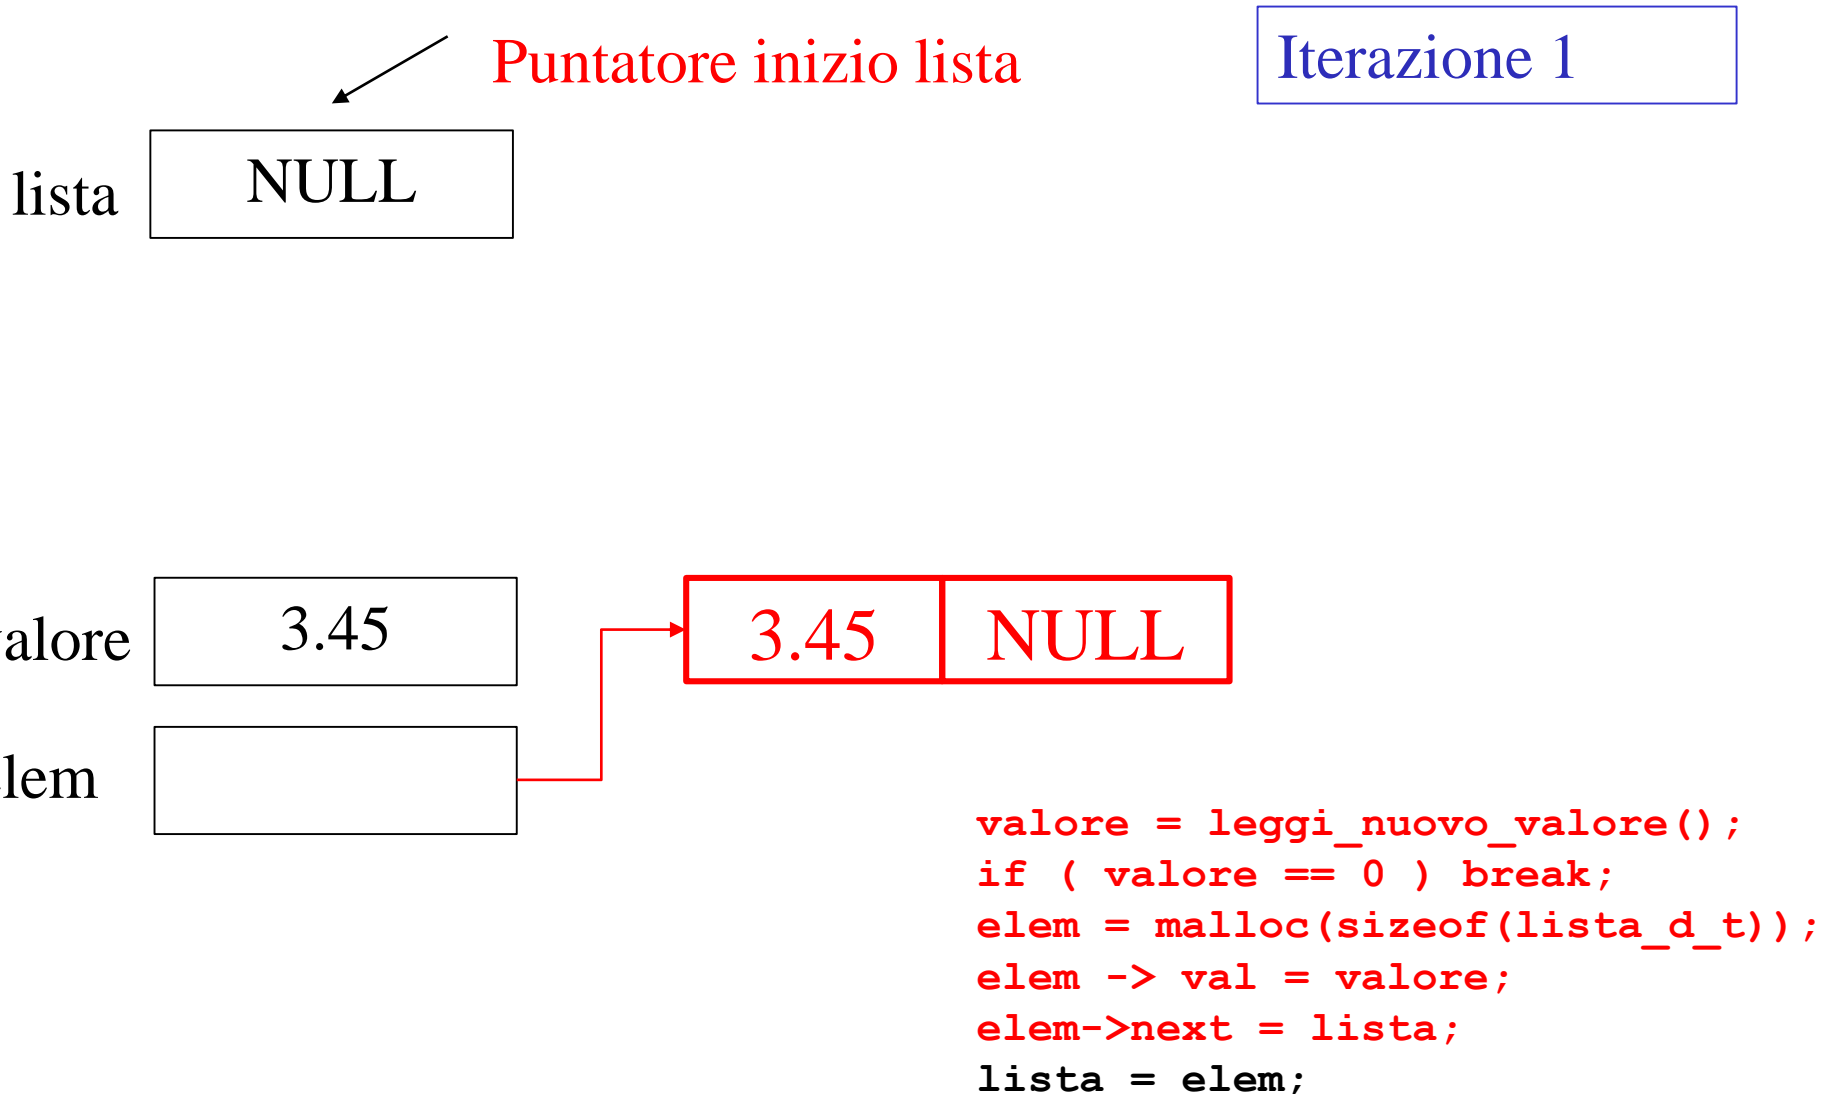 Puntatore inizio lista
Iterazione 1
lista
NULL
alore
3.45
3.45
NULL
lem
valore = leggi_nuovo_valore();
if ( valore == 0 ) break;
elem = malloc(sizeof(lista_d_t));
elem -> val = valore;
elem->next = lista;
lista = elem;